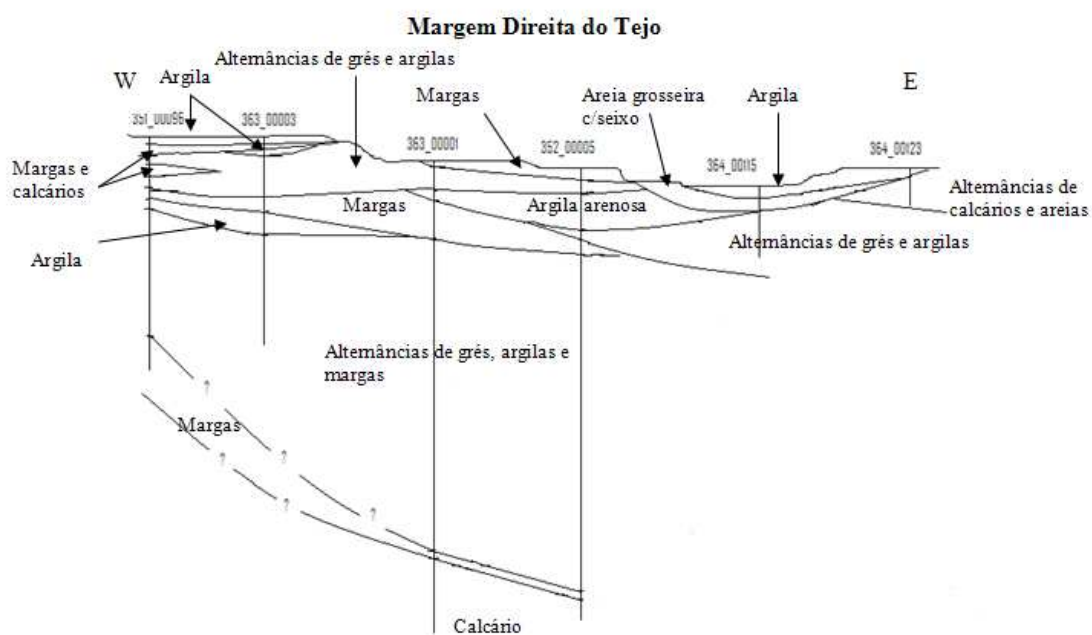 Margem Direita do Tejo
Alternâncias de grés e argilas
W
Argila
E
Margas
Areia grosseira
c/seixo
Argila
351_00096
363_00003
363_00001
352_00005
364_00115
364_00123
Margas e
calcários
Margas
Argila arenosa
Alternâncias de
calcários e areias
Alternâncias de grés e argilas
Argila
Alternâncias de grés, argilas e
margas
?
Margas
?
?
?
?
?
Calcário